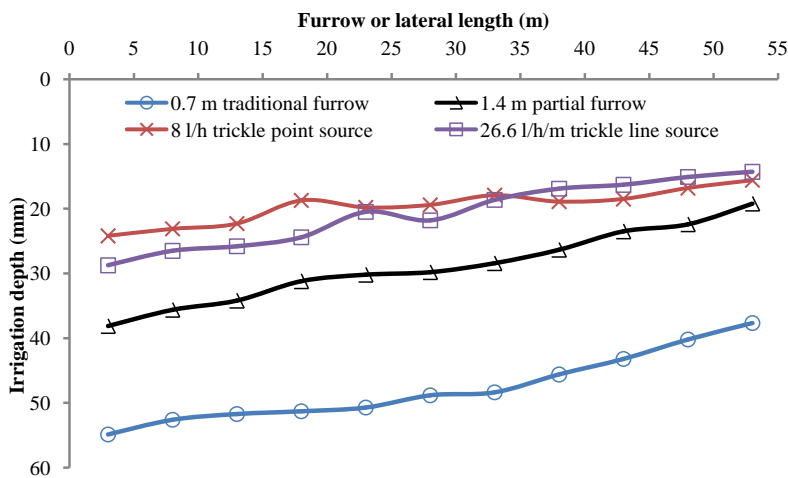 Furrow or lateral length (m)
0 5 10 15 20 25 30 35 40 45 50 55
0
10
20
30
40
50
60
Irrigation depth (mm)
0.7 m traditional furrow
1.4 m partial furrow
8 l/h trickle point source
26.6 l/h/m trickle line source